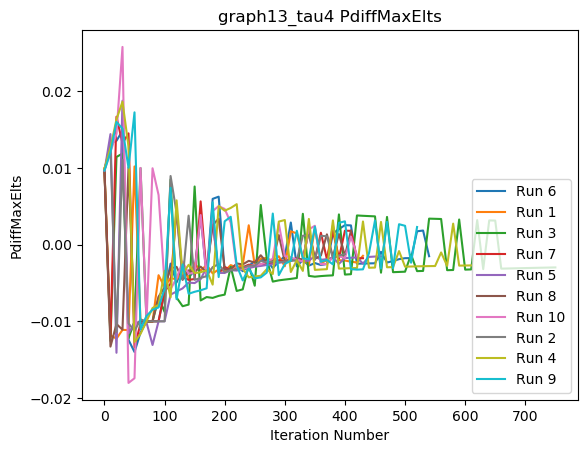 graph13_tau4 PdiffMaxElts
PdiffMaxElts
0.02
0.01
0.00
−0.01
−0.02
0 100 200 300 400 500 600 700
Iteration Number
Run 6
Run 1
Run 3
Run 7
Run 5
Run 8
Run 10
Run 2
Run 4
Run 9